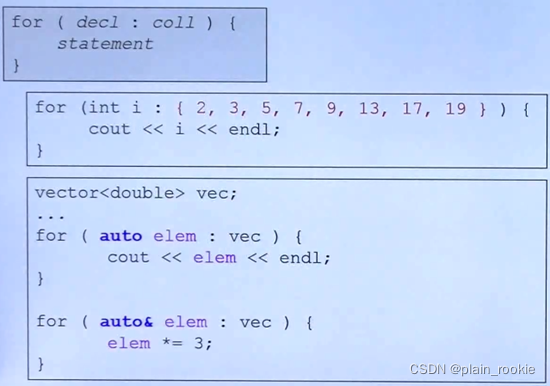 for ( decl : coll ) {
    statement
}
for (int i : { 2, 3, 5, 7, 9, 13, 17, 19 } ) {
    cout << i << endl;
}
vector<double> vec;
...
for ( auto elem : vec ) {
    cout << elem << endl;
}
for ( auto& elem : vec ) {
    elem *= 3;
}
CSDN @plain_rookie